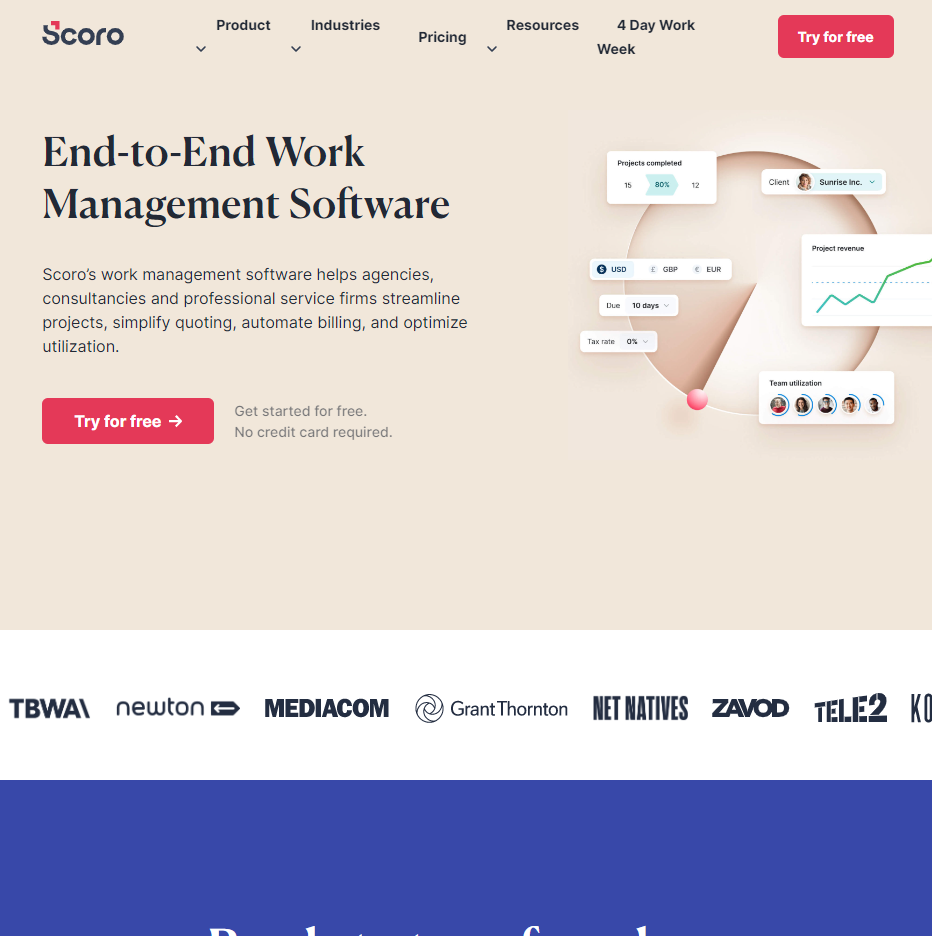 Scoro
Product
Industries
Pricing
Resources
4 Day Work
Week
Try for free
End-to-End Work
Management Software
Scoro’s work management software helps agencies,
consultancies and professional service firms streamline
projects, simplify quoting, automate billing, and optimize
utilization.
Try for free →
Get started for free.
No credit card required.
Projects completed
15 80% 12
Client Sunrise Inc.
Project revenue
$ USD £ GBP € EUR
Due 10 days
Tax rate 0%
Team utilization
TBWA\
newton
MEDIACOM
Grant Thornton
NET NATIVES
ZAVOD
TELE2
KO